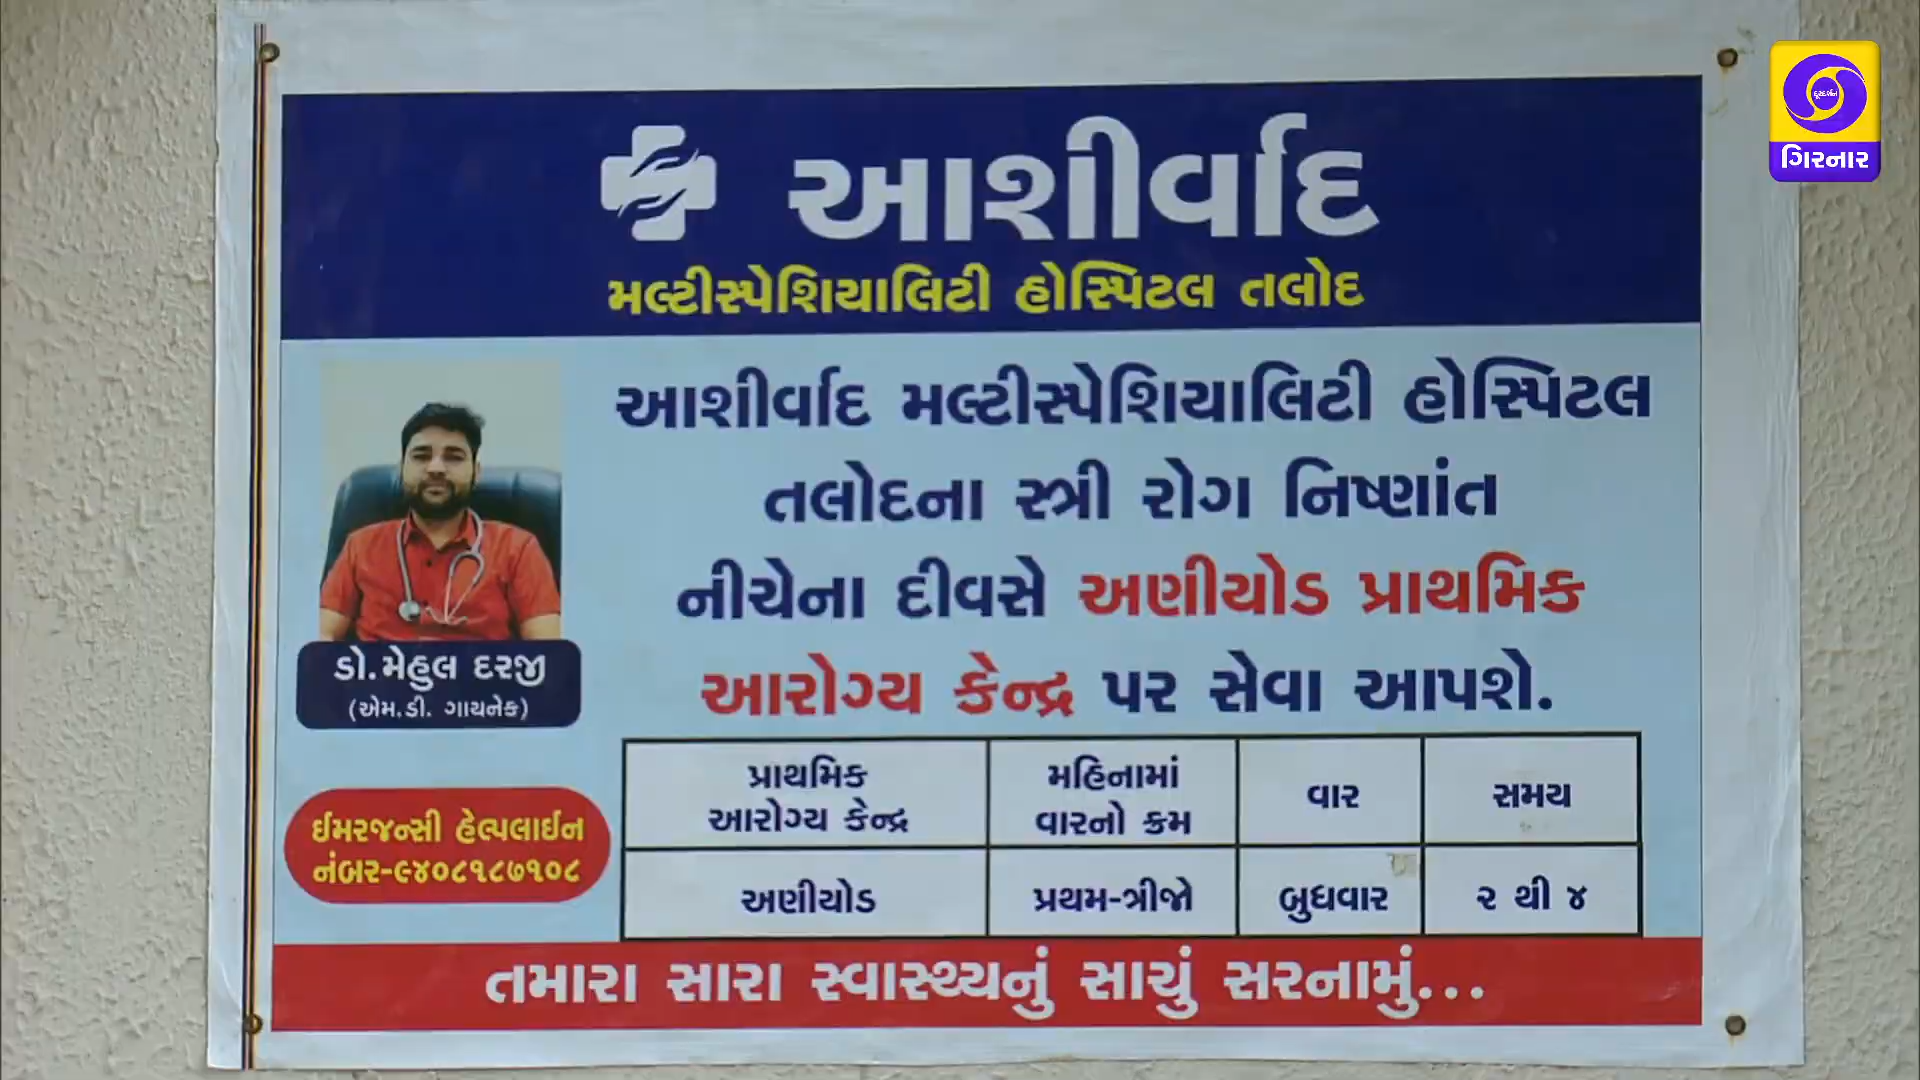 દૂરદર્શન
ગિરનાર
આશીર્વાદ
મલ્ટીસ્પેશિયાલિટી હોસ્પિટલ તલોદ
આશીર્વાદ મલ્ટીસ્પેશિયાલિટી હોસ્પિટલ
તલોદના સ્ત્રી રોગ નિષ્ણાંત
નીચેના દીવસે અણીયોડ પ્રાથમિક
આરોગ્ય કેન્દ્ર પર સેવા આપશે.
ડો.મેહુલ દરજી
(એમ.ડી. ગાયનેક)
ઈમરજન્સી હેલ્પલાઈન
નંબર-૯૪૦૮૧૮૭૧૦૮
પ્રાથમિક
આરોગ્ય કેન્દ્ર
મહિનામાં
વારનો ક્રમ
વાર
સમય
અણીયોડ
પ્રથમ-ત્રીજો
બુધવાર
૨ થી ૪
તમારા સારા સ્વાસ્થ્યનું સાચું સરનામું...